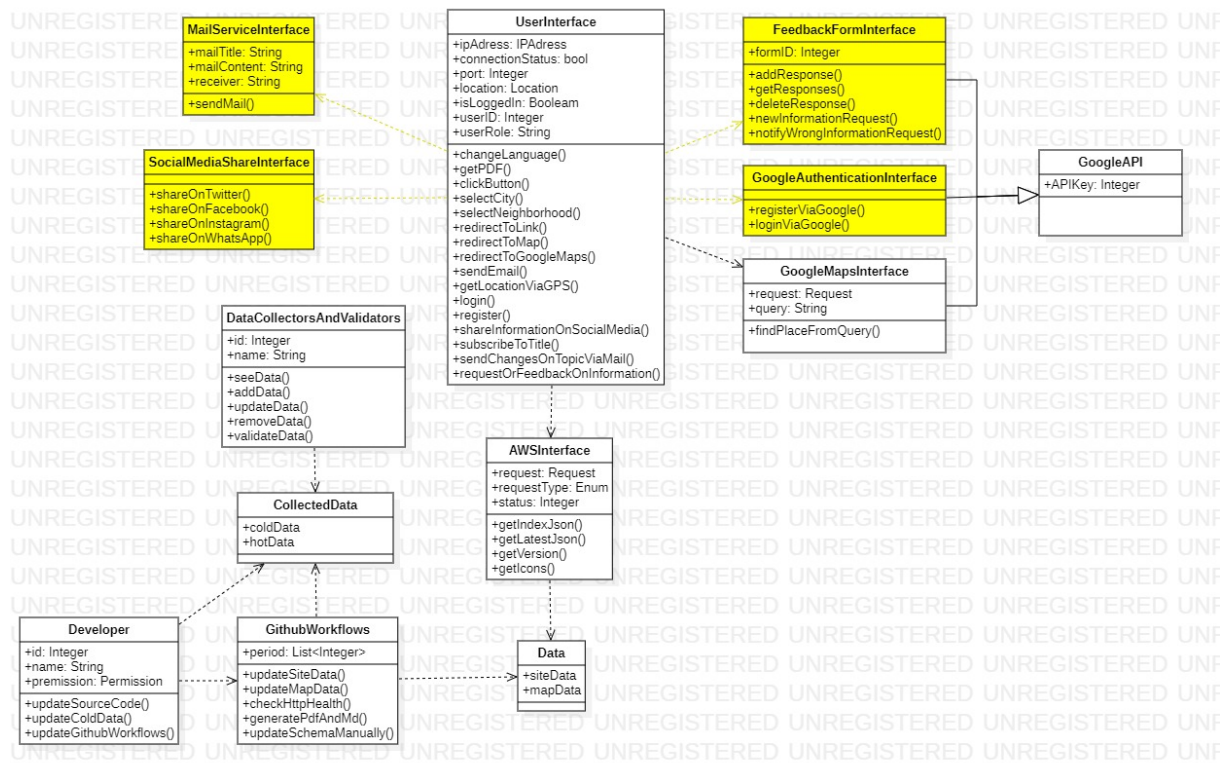 MailServiceInterface
+mailTitle: String
+mailContent: String
+receiver: String
+sendMail()
SocialMediaShareInterface
+shareOnTwitter()
+shareOnFacebook()
+shareOnInstagram()
+shareOnWhatsApp()
UserInterface
+ipAdress: IPAdress
+connectionStatus: bool
+port: Integer
+location: Location
+isLoggedIn: Booleam
+userID: Integer
+userRole: String
+changeLanguage()
+getPDF()
+clickButton()
+selectCity()
+selectNeighborhood()
+redirectToLink()
+redirectToMap()
+redirectToGoogleMaps()
+sendEmail()
+getLocationViaGPS()
+login()
+register()
+shareInformationOnSocialMedia()
+subscribeToTitle()
+sendChangesOnTopicViaMail()
+requestOrFeedbackOnInformation()
FeedbackFormInterface
+formID: Integer
+addResponse()
+getResponses()
+deleteResponse()
+newInformationRequest()
+notifyWrongInformationRequest()
GoogleAuthenticationInterface
+registerViaGoogle()
+loginViaGoogle()
GoogleAPI
+APIKey: Integer
GoogleMapsInterface
+request: Request
+query: String
+findPlaceFromQuery()
DataCollectorsAndValidators
+id: Integer
+name: String
+seeData()
+addData()
+updateData()
+removeData()
+validateData()
AWSInterface
+request: Request
+requestType: Enum
+status: Integer
+getIndexJson()
+getLatestJson()
+getVersion()
+getIcons()
CollectedData
+coldData
+hotData
Developer
+id: Integer
+name: String
+premission: Permission
+updateSourceCode()
+updateColdData()
+updateGithubWorkflows()
GithubWorkflows
+period: List<Integer>
+updateSiteData()
+updateMapData()
+checkHttpHealth()
+generatePdfAndMd()
+updateSchemaManually()
Data
+siteData
+mapData
UNREGISTERED